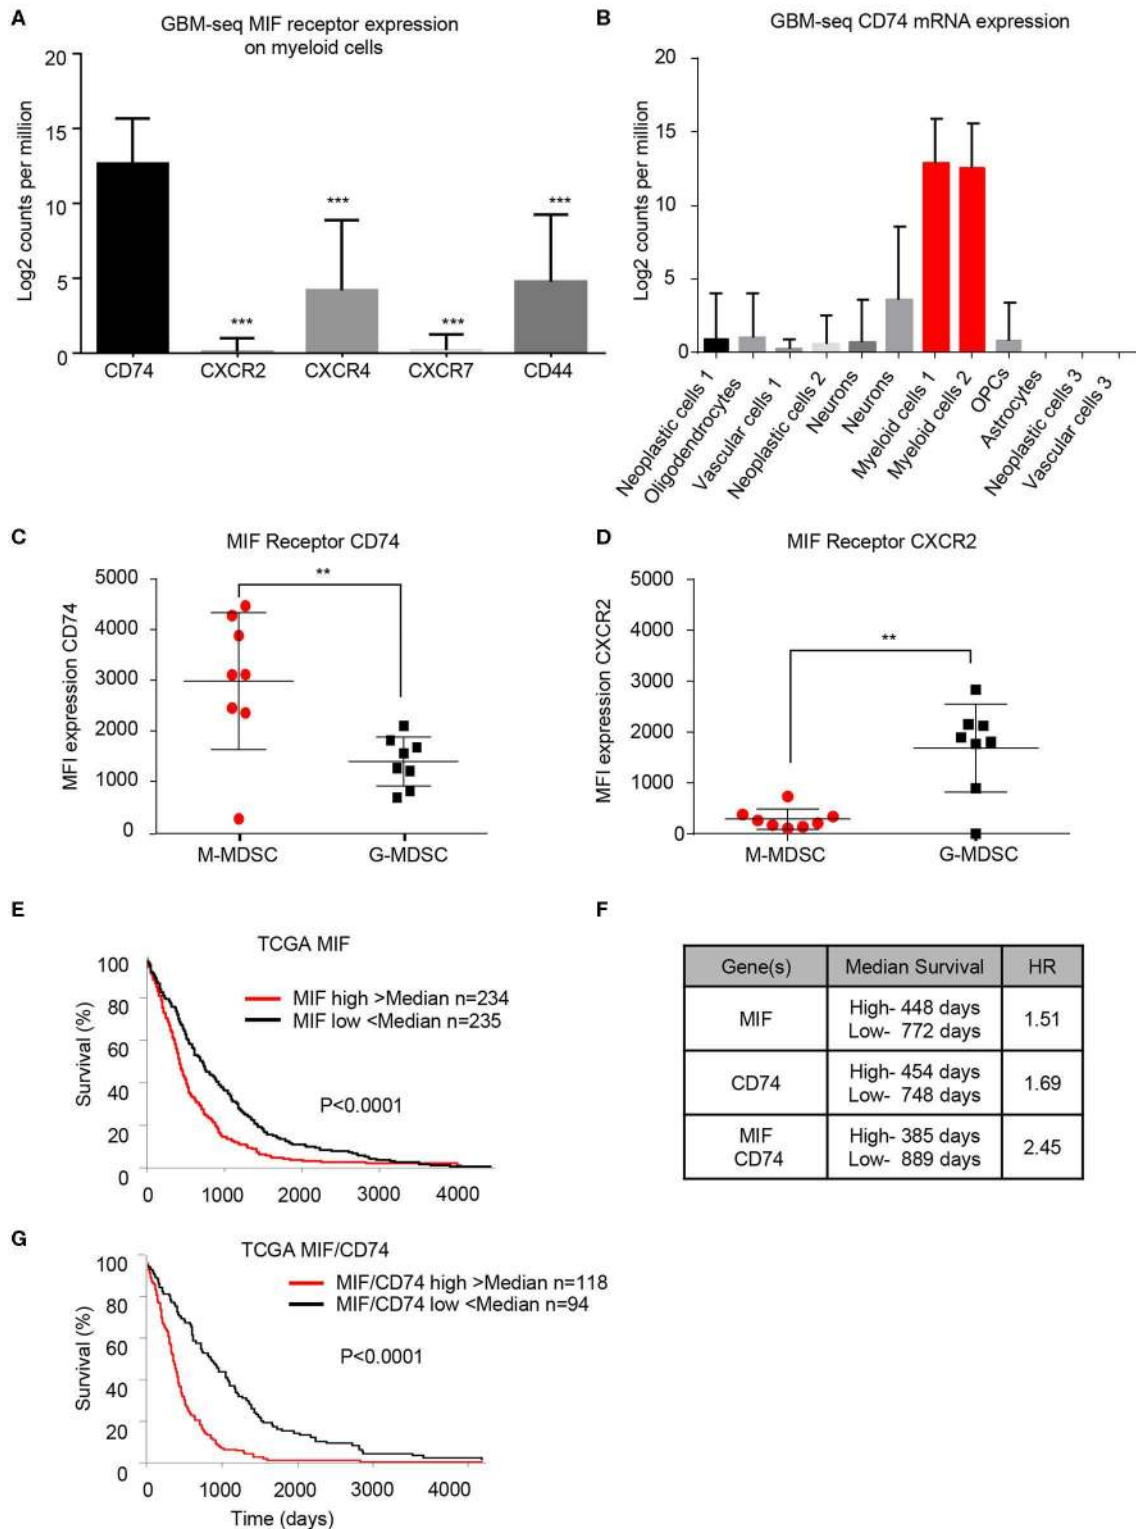 A
GBM-seq MIF receptor expression
on myeloid cells
Log2 counts per million
20
15
10
5
0
***
***
***
***
CD74
CXCR2
CXCR4
CXCR7
CD44
B
GBM-seq CD74 mRNA expression
Log2 counts per million
20
15
10
5
0
Neoplastic cells 1
Oligodendrocytes
Vascular cells 1
Neoplastic cells 2
Neurons
Neurons
Myeloid cells 1
Myeloid cells 2
OPCs
Astrocytes
Neoplastic cells 3
Vascular cells 3
C
MIF Receptor CD74
MFI expression CD74
5000
4000
3000
2000
1000
0
**
M-MDSC
G-MDSC
D
MIF Receptor CXCR2
MFI expression CXCR2
5000
4000
3000
2000
1000
0
**
M-MDSC
G-MDSC
E
TCGA MIF
MIF high >Median n=234
MIF low <Median n=235
P<0.0001
Survival (%)
100
80
60
40
20
0
0 1000 2000 3000 4000
F
Gene(s) Median Survival HR
MIF High- 448 days 1.51
Low- 772 days
CD74 High- 454 days 1.69
Low- 748 days
MIF High- 385 days 2.45
CD74 Low- 889 days
G
TCGA MIF/CD74
MIF/CD74 high >Median n=118
MIF/CD74 low <Median n=94
P<0.0001
Survival (%)
100
80
60
40
20
0
0 1000 2000 3000 4000
Time (days)